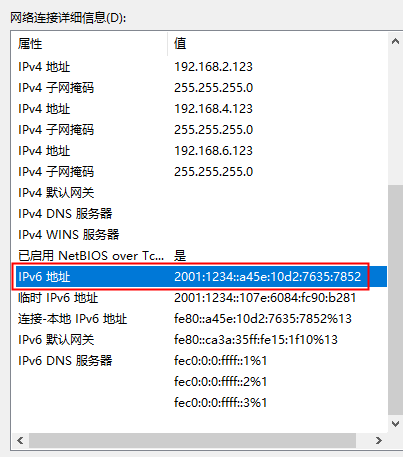 网络连接详细信息(D):
属性 值
IPv4 地址 192.168.2.123
IPv4 子网掩码 255.255.255.0
IPv4 地址 192.168.4.123
IPv4 子网掩码 255.255.255.0
IPv4 地址 192.168.6.123
IPv4 子网掩码 255.255.255.0
IPv4 默认网关
IPv4 DNS 服务器
IPv4 WINS 服务器
已启用 NetBIOS over Tc... 是
IPv6 地址 2001:1234::a45e:10d2:7635:7852
临时 IPv6 地址 2001:1234::107e:6084:fc90:b281
连接-本地 IPv6 地址 fe80::a45e:10d2:7635:7852%13
IPv6 默认网关 fe80::ca3a:35ff:fe15:1f10%13
IPv6 DNS 服务器 fec0:0:0:ffff::1%1
fec0:0:0:ffff::2%1
fec0:0:0:ffff::3%1